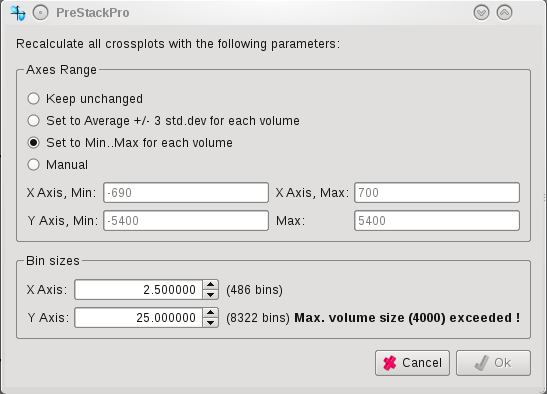 PreStackPro
Recalculate all crossplots with the following parameters:
Axes Range
Keep unchanged
Set to Average +/- 3 std.dev for each volume
Set to Min..Max for each volume
Manual
X Axis, Min: -690 X Axis, Max: 700
Y Axis, Min: -5400 Max: 5400
Bin sizes
X Axis: 2.500000 (486 bins)
Y Axis: 25.000000 (8322 bins) Max. volume size (4000) exceeded !
Cancel Ok